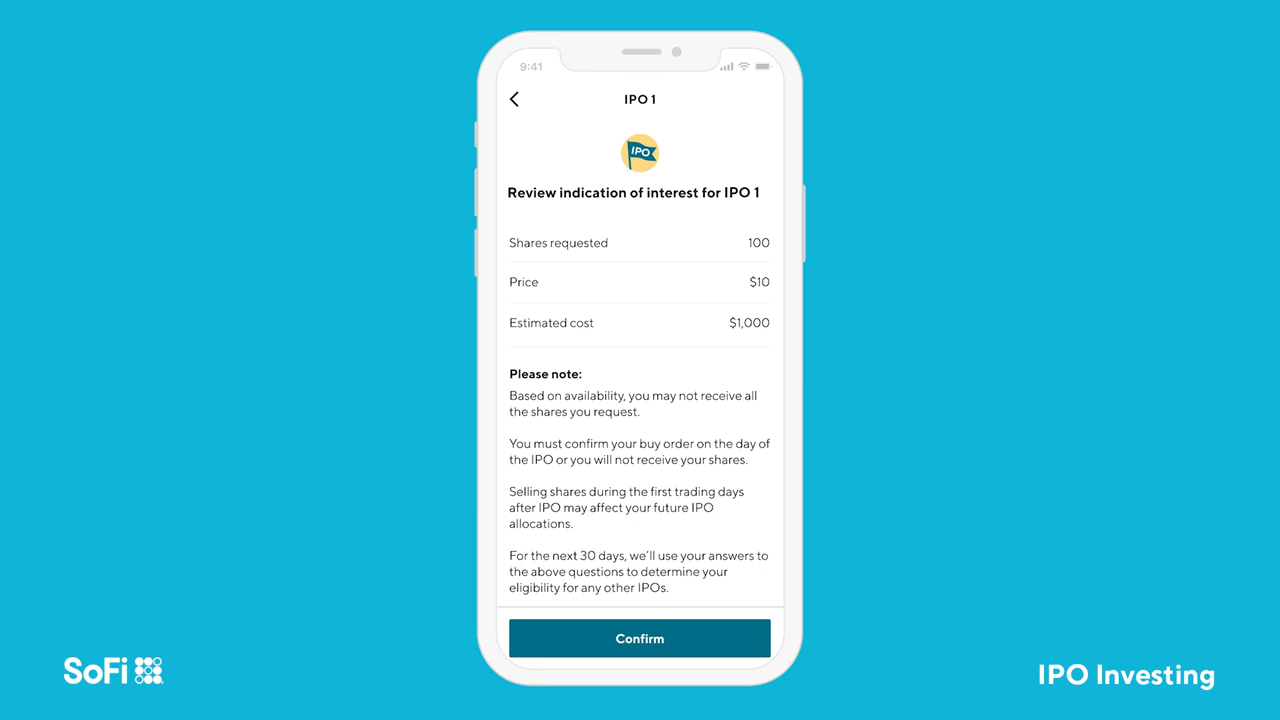 9:41
IPO 1
IPO
Review indication of interest for IPO 1
Shares requested 100
Price $10
Estimated cost $1,000
Please note:
Based on availability, you may not receive all
the shares you request.
You must confirm your buy order on the day of
the IPO or you will not receive your shares.
Selling shares during the first trading days
after IPO may affect your future IPO
allocations.
For the next 30 days, we'll use your answers to
the above questions to determine your
eligibility for any other IPOs.
Confirm
SoFi
IPO Investing